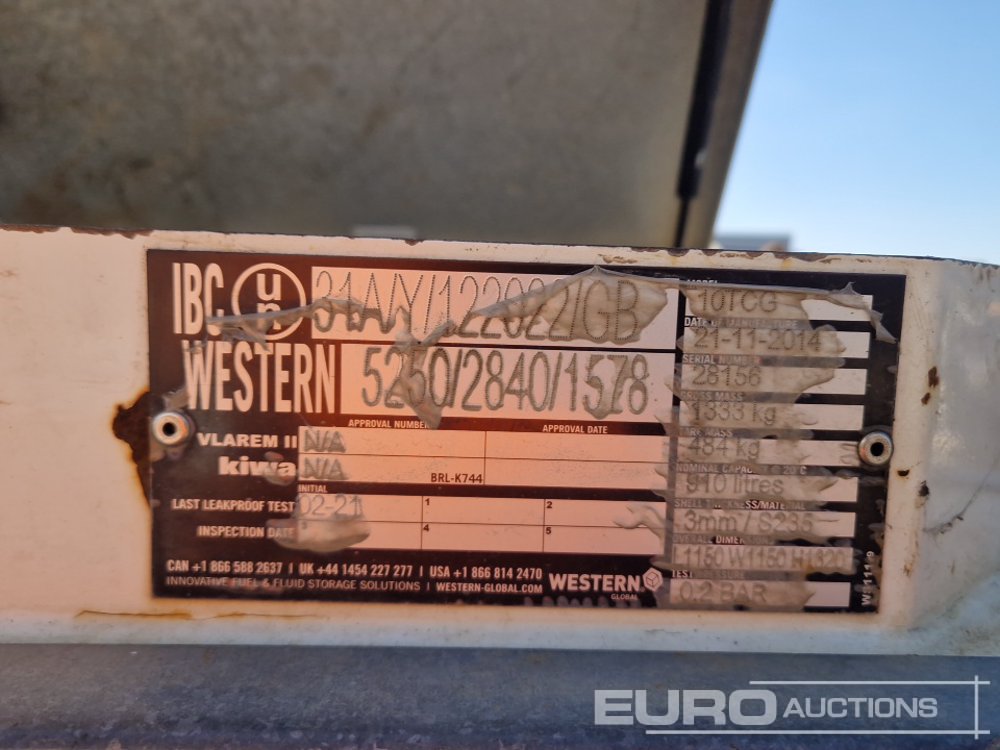 IBC un 31A/Y/122022/GB
WESTERN 5250/2840/1578
APPROVAL NUMBER APPROVAL DATE
VLAREM II N/A
kiwa N/A BRL-K744
INITIAL
LAST LEAKPROOF TEST 02-21 1 2
INSPECTION DATE 3 4 5
CAN +1 866 588 2637 | UK +44 1454 227 277 | USA +1 866 814 2470
INNOVATIVE FUEL & FLUID STORAGE SOLUTIONS | WESTERN-GLOBAL.COM
WESTERN
GLOBAL
MODEL
10TCG
DATE OF MANUFACTURE
21-11-2014
SERIAL NUMBER
28156
GROSS MASS
1333 kg
TARE MASS
484 kg
NOMINAL CAPACITY @ 20°C
910 litres
SHELL THICKNESS/MATERIAL
3mm / S235
OVERALL DIMENSIONS
L1150 W1150 H1320
TEST PRESSURE
0.2 BAR
EURO AUCTIONS